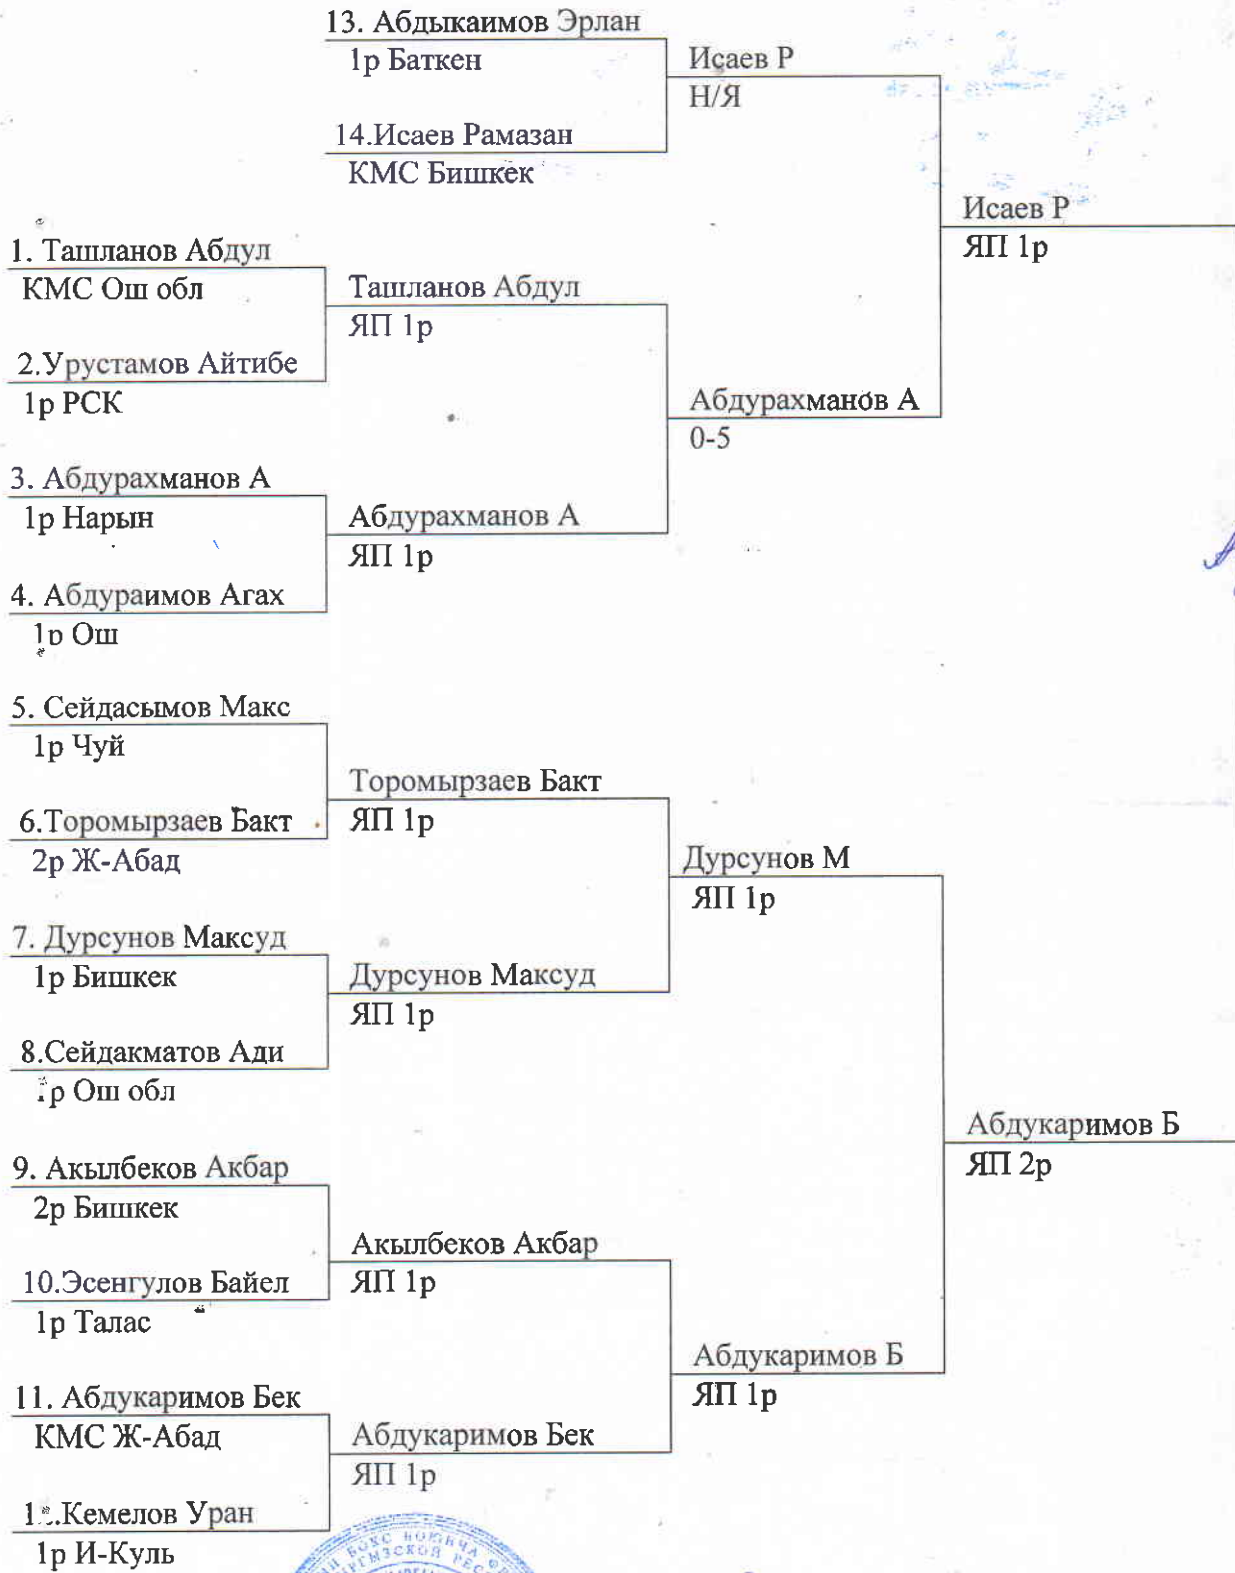 13. Абдыкаимов Эрлан
1р Баткен
Исаев Р
Н/Я
14.Исаев Рамазан
КМС Бишкек
Исаев Р
ЯП 1р
1. Ташланов Абдул
КМС Ош обл
Ташланов Абдул
ЯП 1р
2.Урустамов Айтибе
1р РСК
Абдурахманов А
0-5
3. Абдурахманов А
1р Нарын
Абдурахманов А
ЯП 1р
4. Абдураимов Агах
1р Ош
5. Сейдасымов Макс
1р Чуй
Торомырзаев Бакт
ЯП 1р
6.Торомырзаев Бакт
2р Ж-Абад
Дурсунов М
ЯП 1р
7. Дурсунов Максуд
1р Бишкек
Дурсунов Максуд
ЯП 1р
8.Сейдакматов Ади
р Ош обл
Абдукаримов Б
ЯП 2р
9. Акылбеков Акбар
2р Бишкек
Акылбеков Акбар
ЯП 1р
10.Эсенгулов Байел
1р Талас
Абдукаримов Б
ЯП 1р
11. Абдукаримов Бек
КМС Ж-Абад
Абдукаримов Бек
ЯП 1р
Кемелов Уран
1р И-Куль